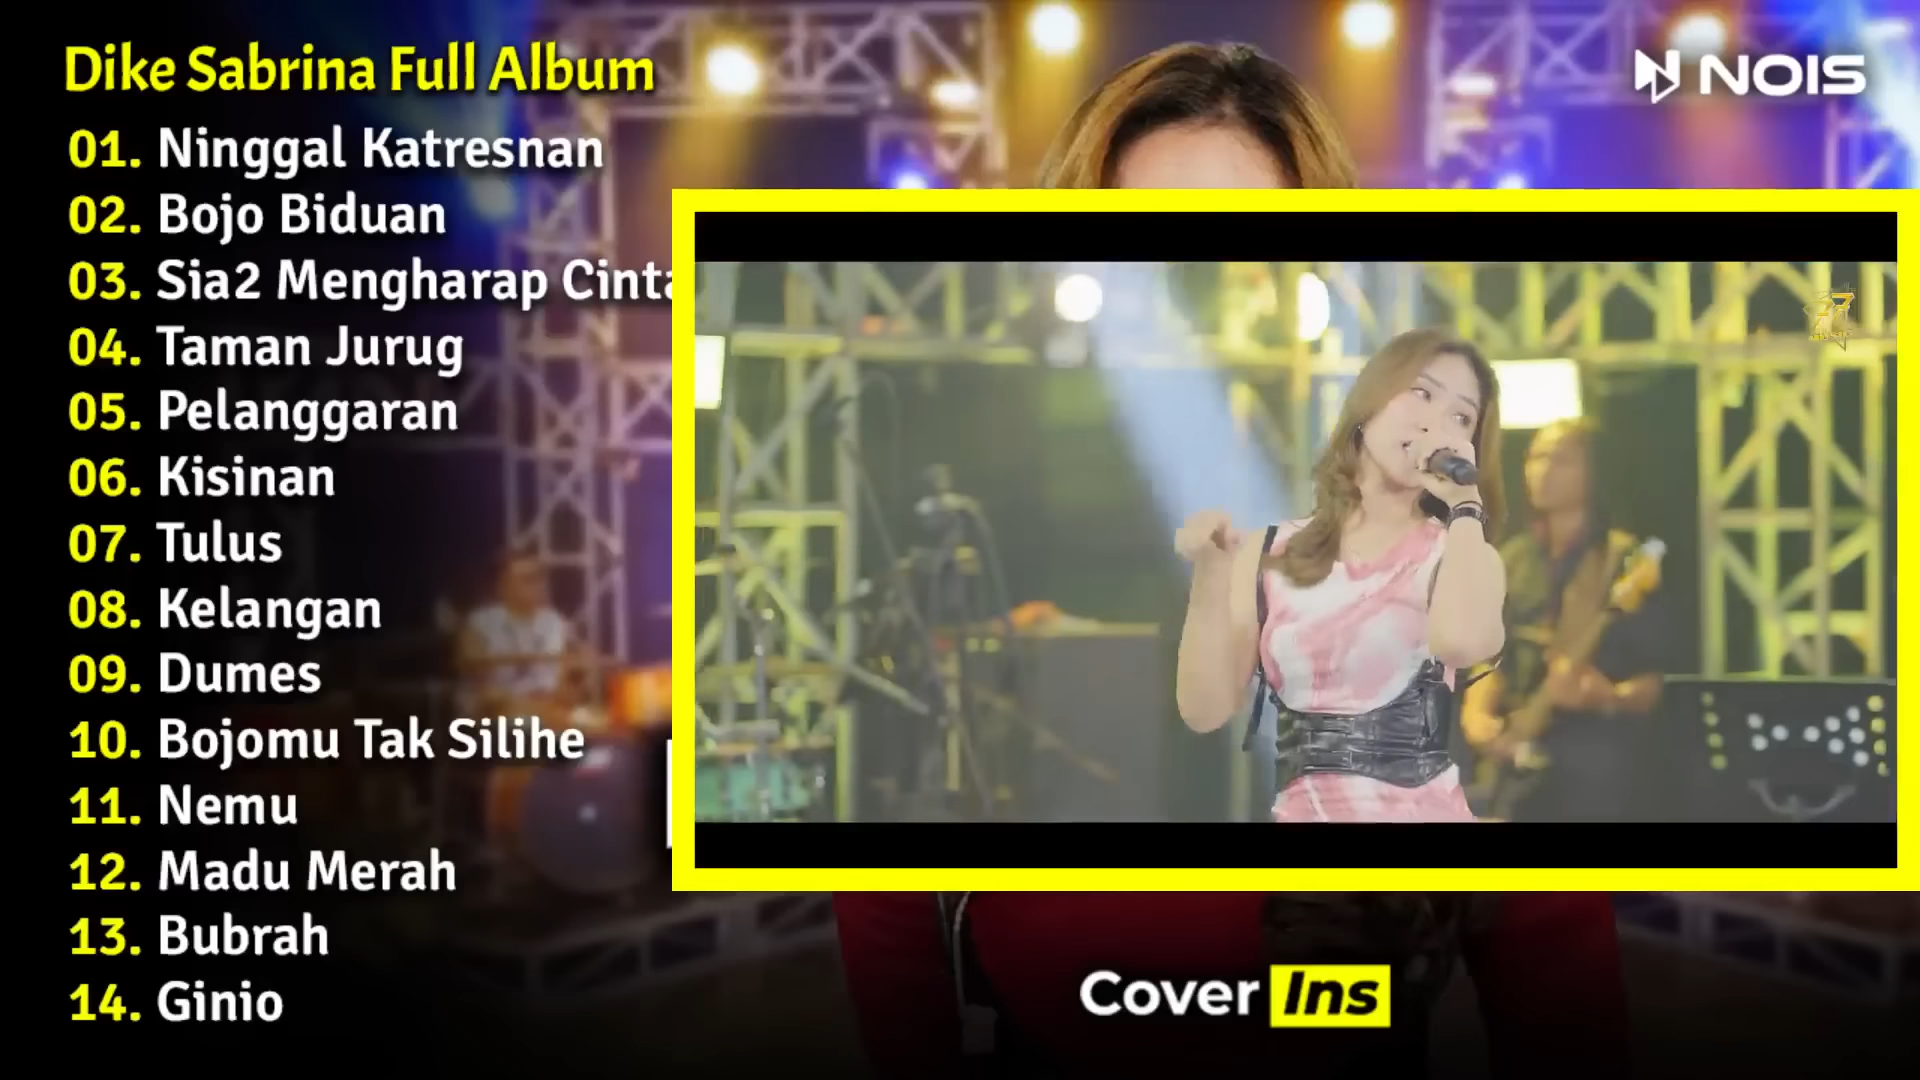 Dike Sabrina Full Album
NOIS
01. Ninggal Katresnan
02. Bojo Biduan
03. Sia2 Mengharap Cinta
04. Taman Jurug
05. Pelanggaran
06. Kisinan
07. Tulus
08. Kelangan
09. Dumes
10. Bojomu Tak Silihe
11. Nemu
12. Madu Merah
13. Bubrah
14. Ginio
Cover Ins